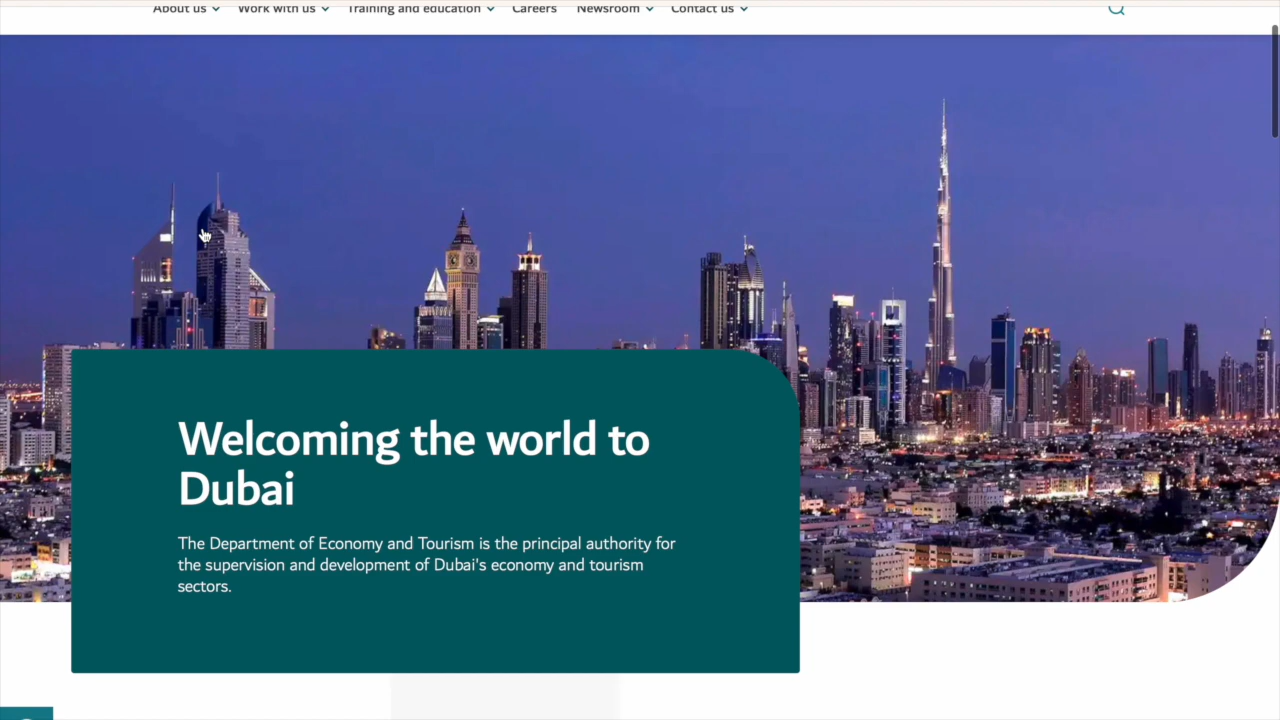 About us
Work with us
Training and education
Careers
Newsroom
Contact us
Welcoming the world to
Dubai
The Department of Economy and Tourism is the principal authority for
the supervision and development of Dubai's economy and tourism
sectors.